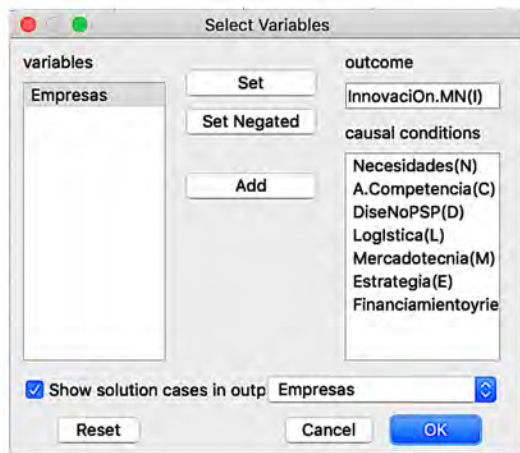 Select Variables
variables
Empresas
Set
Set Negated
Add
outcome
InnovaciOn.MN(I)
causal conditions
Necesidades(N)
A.Competencia(C)
DiseNoPSP(D)
LogIstica(L)
Mercadotecnia(M)
Estrategia(E)
Financiamientoyrie
Show solution cases in outp Empresas
Reset Cancel OK